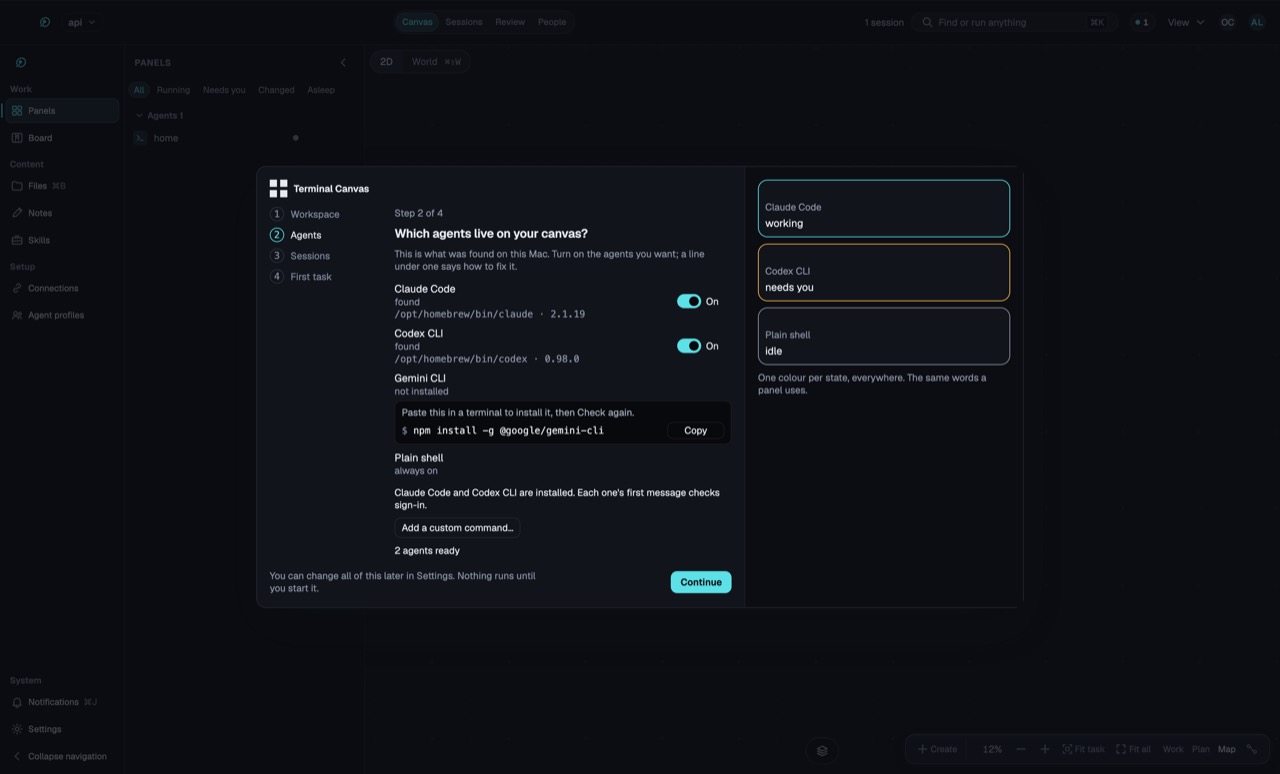 api
Canvas
Sessions
Review
People
1 session
Find or run anything
⌘K
1
View
OC
AL
Work
Panels
Board
Content
Files ⌘B
Notes
Skills
Setup
Connections
Agent profiles
System
Notifications ⌘J
Settings
Collapse navigation
PANELS
All
Running
Needs you
Changed
Asleep
Agents 1
home
2D
World
Terminal Canvas
1 Workspace
2 Agents
3 Sessions
4 First task
Step 2 of 4
Which agents live on your canvas?
This is what was found on this Mac. Turn on the agents you want; a line
under one says how to fix it.
Claude Code
found
/opt/homebrew/bin/claude · 2.1.19
On
Codex CLI
found
/opt/homebrew/bin/codex · 0.98.0
On
Gemini CLI
not installed
Paste this in a terminal to install it, then Check again.
$ npm install -g @google/gemini-cli
Copy
Plain shell
always on
Claude Code and Codex CLI are installed. Each one's first message checks
sign-in.
Add a custom command...
2 agents ready
You can change all of this later in Settings. Nothing runs until
you start it.
Continue
Claude Code
working
Codex CLI
needs you
Plain shell
idle
One colour per state, everywhere. The same words a
panel uses.
Create
12%
Fit task
Fit all
Work
Plan
Map